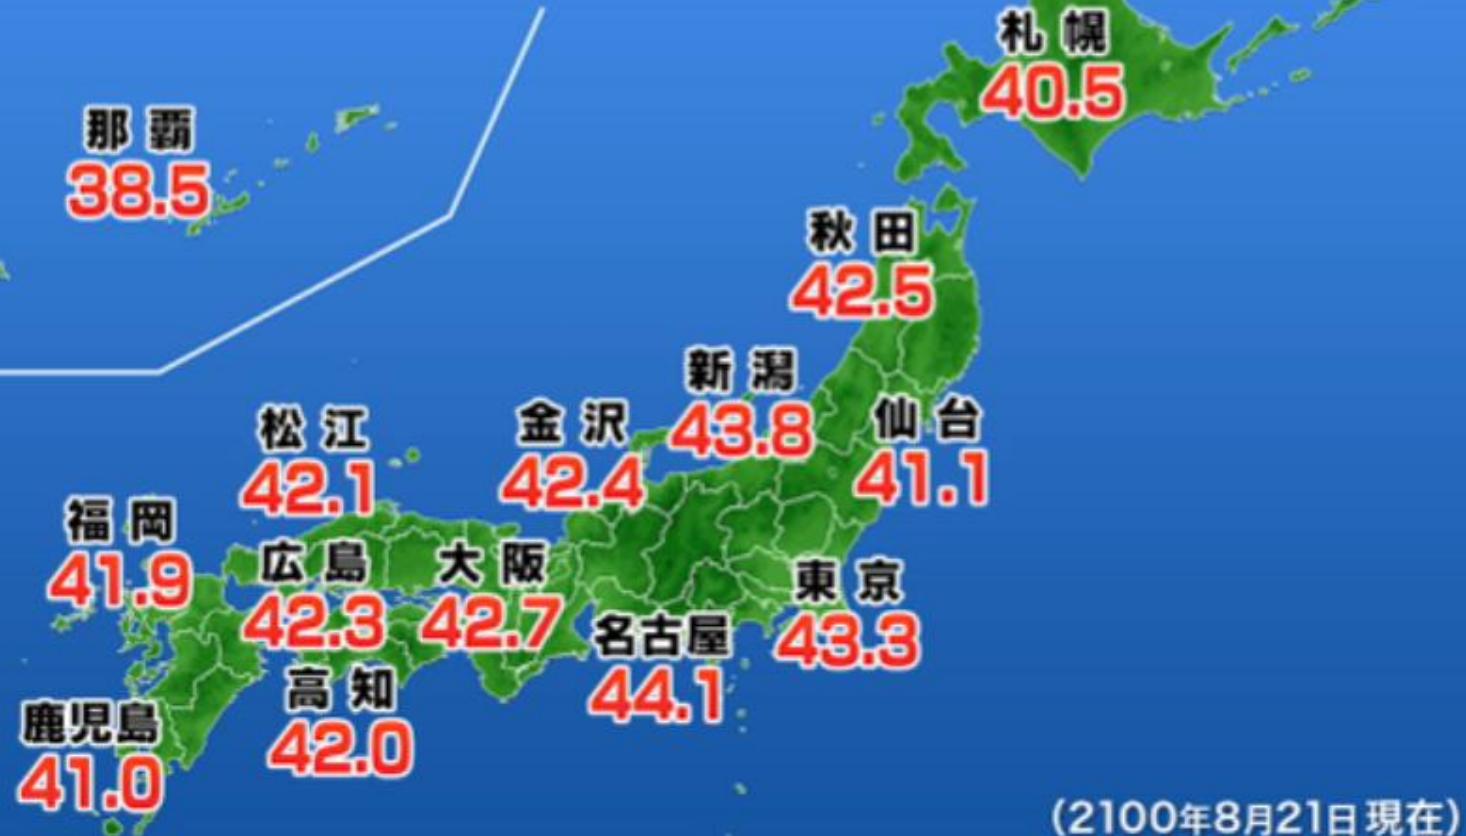 札幌
40.5
那覇
38.5
秋田
42.5
新潟
43.8
金沢
42.4
仙台
41.1
松江
42.1
福岡
41.9
広島
42.3
大阪
42.7
東京
43.3
名古屋
44.1
高知
42.0
鹿児島
41.0
(2100年8月21日現在)